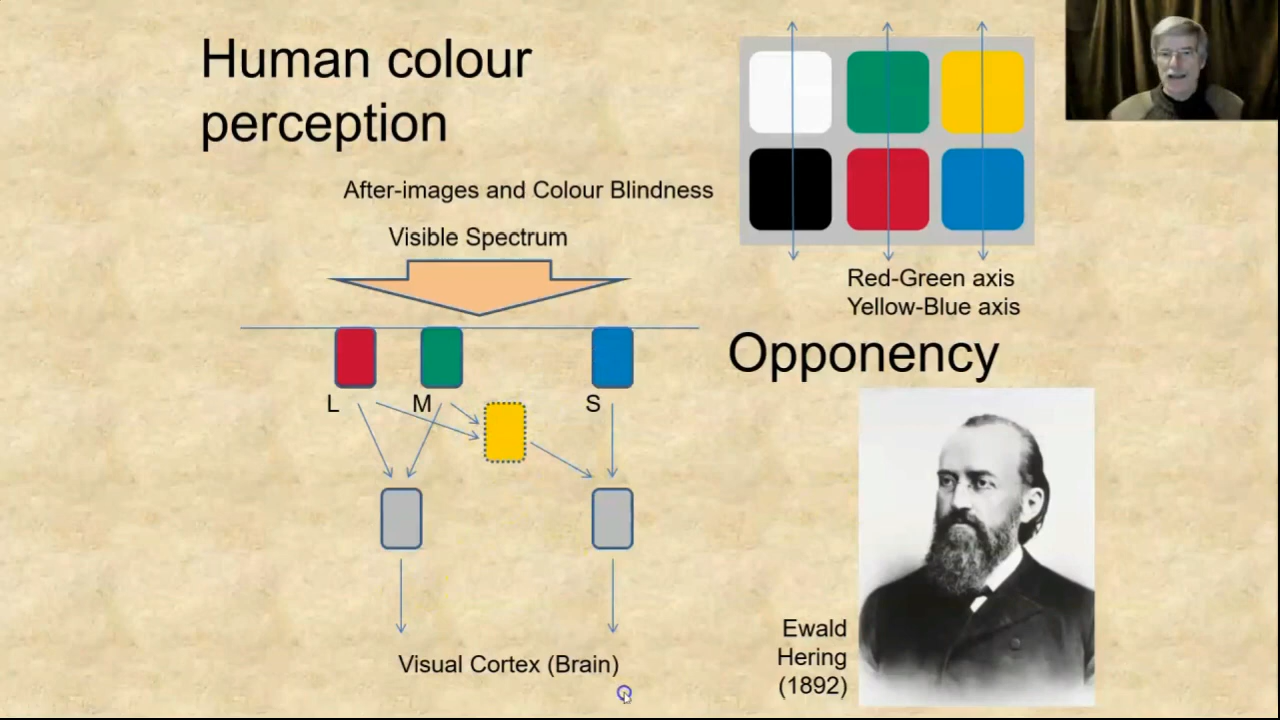 Human colour
perception
After-images and Colour Blindness
Visible Spectrum
L
M
S
Visual Cortex (Brain)
Red-Green axis
Yellow-Blue axis
Opponency
Ewald
Hering
(1892)